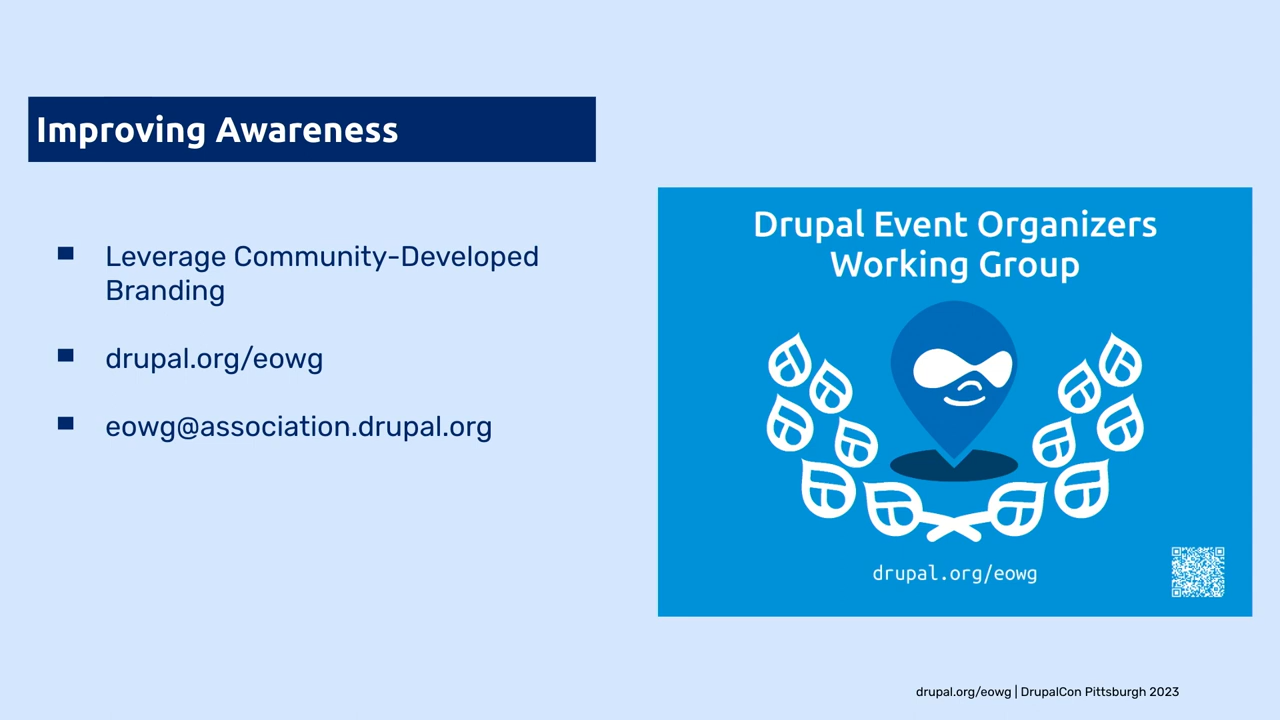 Improving Awareness
Leverage Community-Developed
Branding
drupal.org/eowg
eowg@association.drupal.org
Drupal Event Organizers
Working Group
drupal.org/eowg
drupal.org/eowg | DrupalCon Pittsburgh 2023